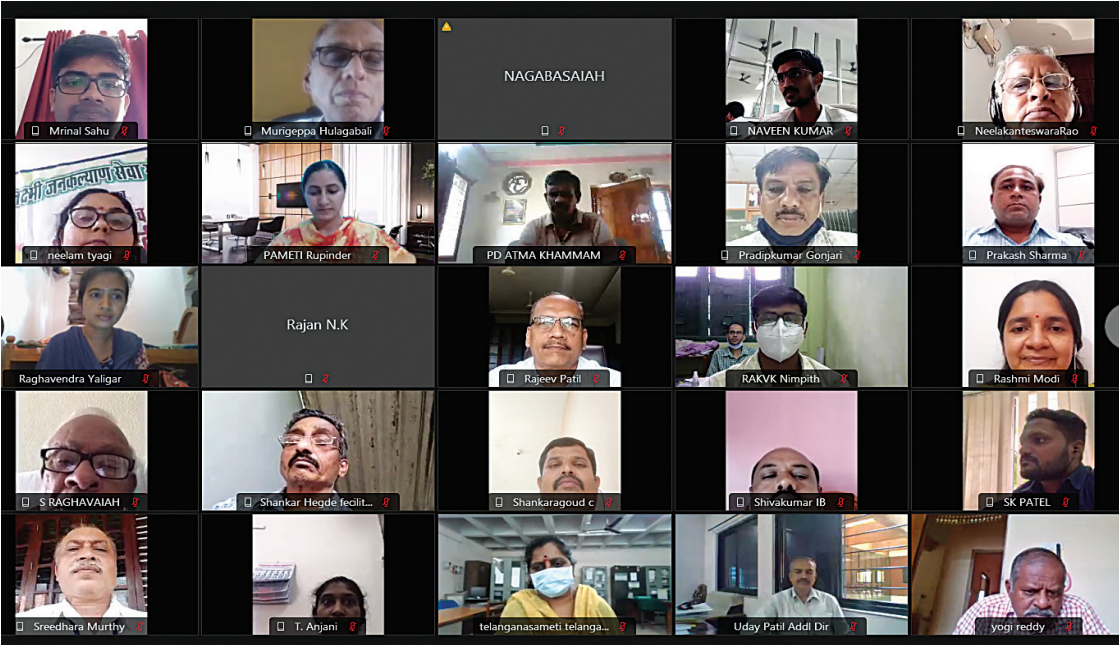 Mrinal Sahu
Murigeppa Hulagabali
NAGABASAIAH
NAVEEN KUMAR
NeelakanteswaraRao
जनकल्याण सेवा
neelam tyagi
PAMETI Rupinder
PD ATMA KHAMMAM
Pradipkumar Gonjari
Prakash Sharma
Raghavendra Yaligar
Rajan N.K
Rajeev Patil
RAKVK Nimpith
Rashmi Modi
S RAGHAVAIAH
Shankar Hegde fecilit...
Shankaragoud c
Shivakumar IB
SK PATEL
Sreedhara Murthy
T. Anjani
telanganasameti telanga...
Uday Patil Addl Dir
yogi reddy